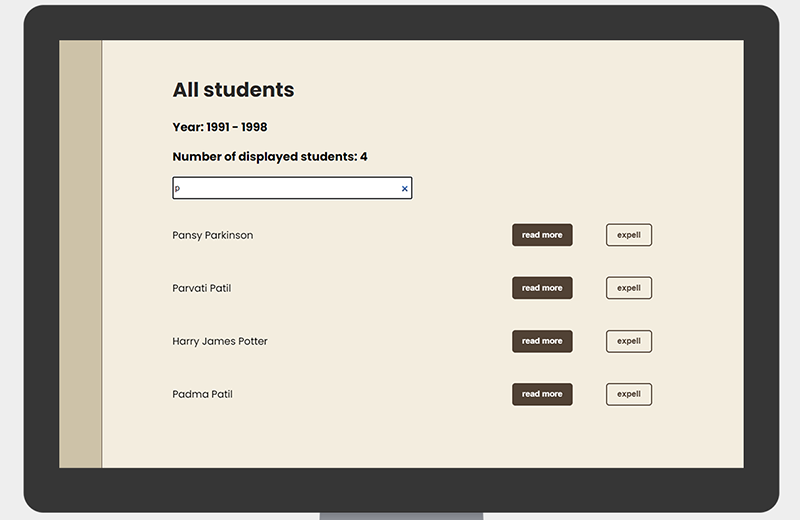 All students
Year: 1991 - 1998
Number of displayed students: 4
p ×
Pansy Parkinson read more expell
Parvati Patil read more expell
Harry James Potter read more expell
Padma Patil read more expell